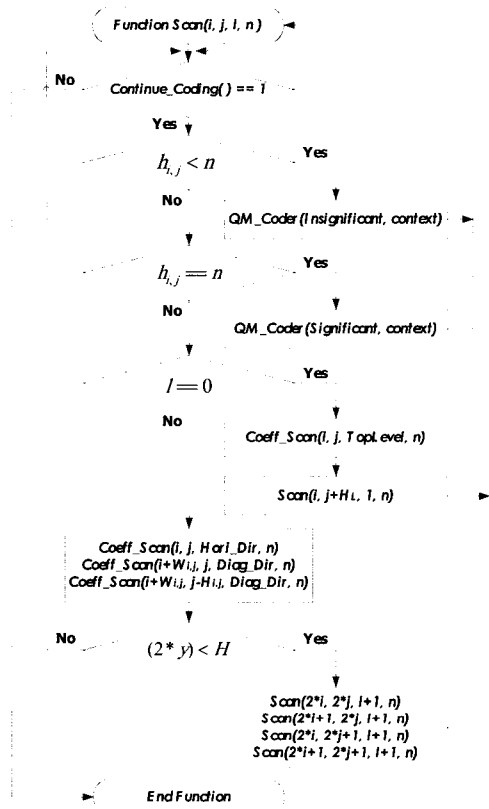 Function Scan(i, j, l, n )
No
Continue_Coding( ) == 1
Yes
h_{i,j} < n
Yes
No
QM_Coder(Insignificant, context)
h_{i,j} == n
Yes
No
QM_Coder(Significant, context)
l == 0
Yes
No
Coeff_Scan(i, j, TopLevel, n)
Scan(i, j+H_L, 1, n)
Coeff_Scan(i, j, Hori_Dir, n)
Coeff_Scan(i+W_{i,j}, j, Diag_Dir, n)
Coeff_Scan(i+W_{i,j}, j-H_{i,j}, Diag_Dir, n)
No
(2* y) < H
Yes
Scan(2*i, 2*j, l+1, n)
Scan(2*i+1, 2*j, l+1, n)
Scan(2*i, 2*j+1, l+1, n)
Scan(2*i+1, 2*j+1, l+1, n)
End Function